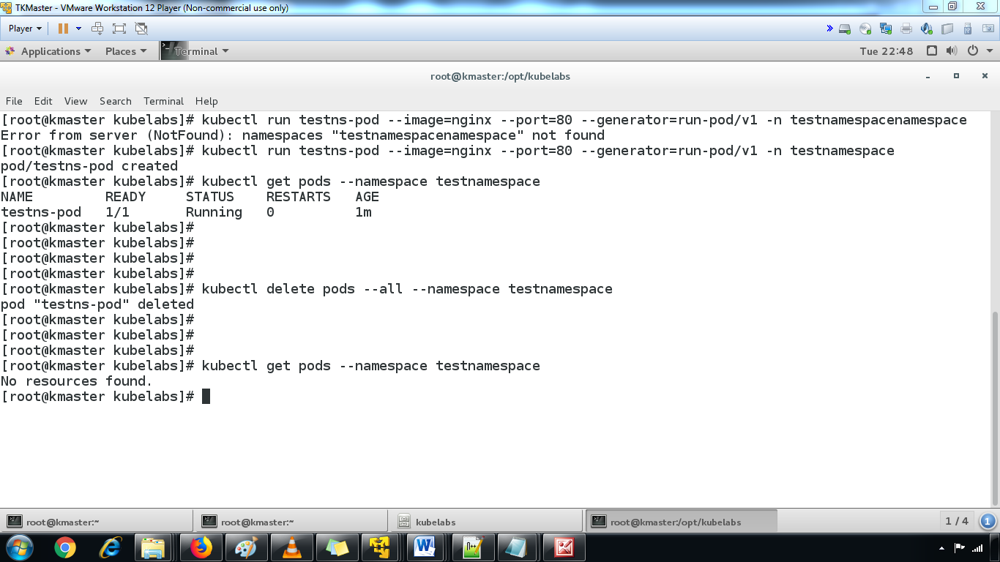 TKMaster - VMware Workstation 12 Player (Non-commercial use only)
Player
Applications Places Terminal Tue 22:48
root@kmaster:/opt/kubelabs
File Edit View Search Terminal Help
[root@kmaster kubelabs]# kubectl run testns-pod --image=nginx --port=80 --generator=run-pod/v1 -n testnamespacenamespace
Error from server (NotFound): namespaces "testnamespacenamespace" not found
[root@kmaster kubelabs]# kubectl run testns-pod --image=nginx --port=80 --generator=run-pod/v1 -n testnamespace
pod/testns-pod created
[root@kmaster kubelabs]# kubectl get pods --namespace testnamespace
NAME READY STATUS RESTARTS AGE
testns-pod 1/1 Running 0 1m
[root@kmaster kubelabs]#
[root@kmaster kubelabs]#
[root@kmaster kubelabs]#
[root@kmaster kubelabs]#
[root@kmaster kubelabs]# kubectl delete pods --all --namespace testnamespace
pod "testns-pod" deleted
[root@kmaster kubelabs]#
[root@kmaster kubelabs]#
[root@kmaster kubelabs]#
[root@kmaster kubelabs]# kubectl get pods --namespace testnamespace
No resources found.
[root@kmaster kubelabs]#
root@kmaster:~ root@kmaster:~ kubelabs root@kmaster:/opt/kubelabs 1 / 4 1